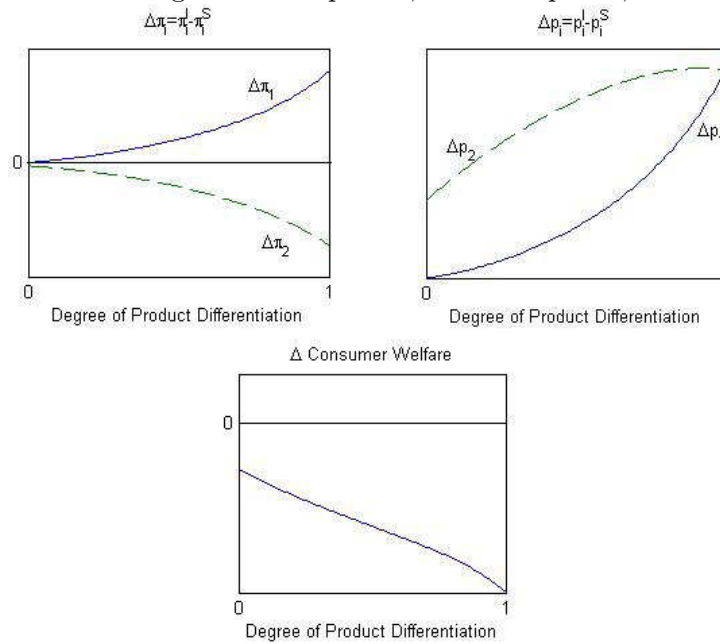 Δπᵢ=πᵢᴵ-πᵢˢ
Δpᵢ=pᵢᴵ-pᵢˢ
Δπ₁
Δp₂
Δp
0
Δπ₂
0 1
0
Degree of Product Differentiation
Degree of Product Differentiation
Δ Consumer Welfare
0
0 1
Degree of Product Differentiation